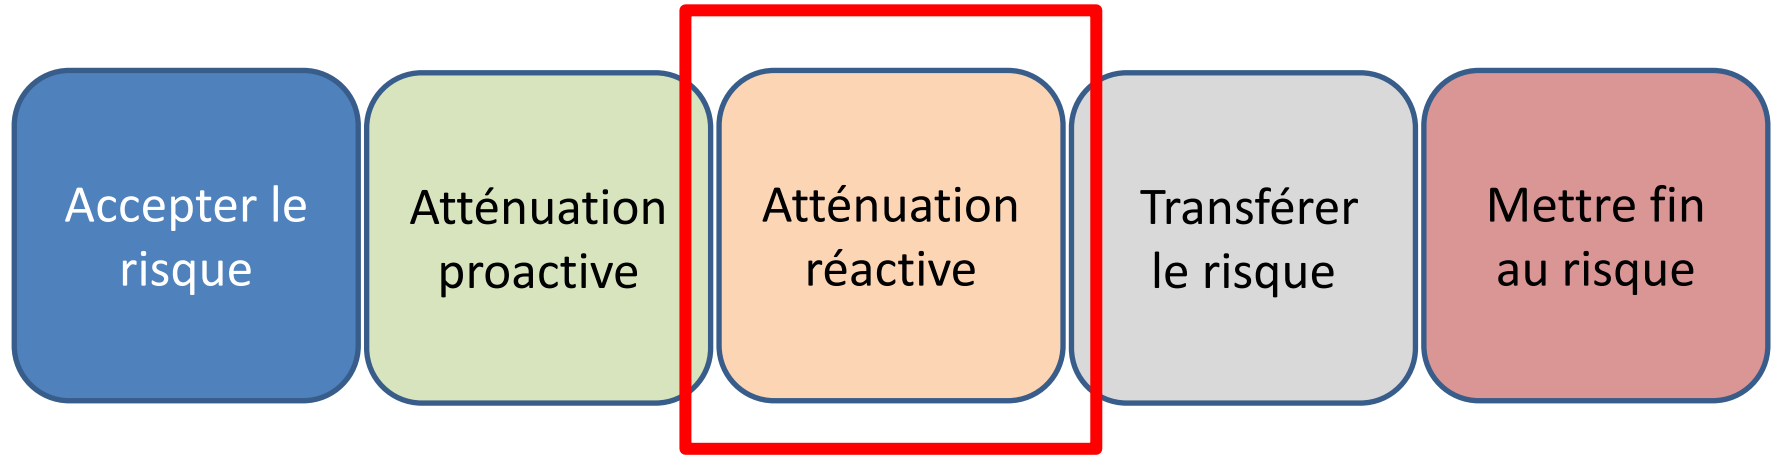 Accepter le
risque
Atténuation
proactive
Atténuation
réactive
Transférer
le risque
Mettre fin
au risque